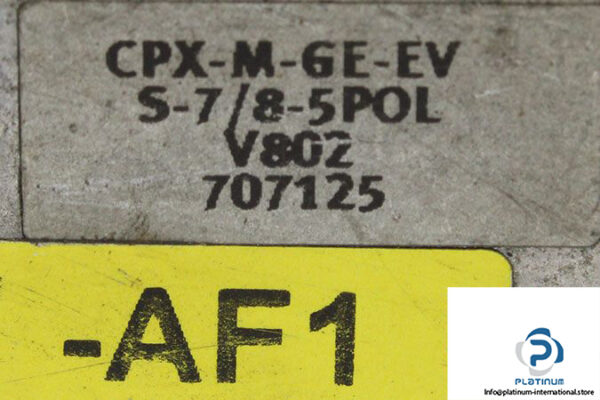 CPX-M-GE-EV
S-7/8-5POL
V802
707125
-AF1
PLATINUM
Info@platinum-international.store